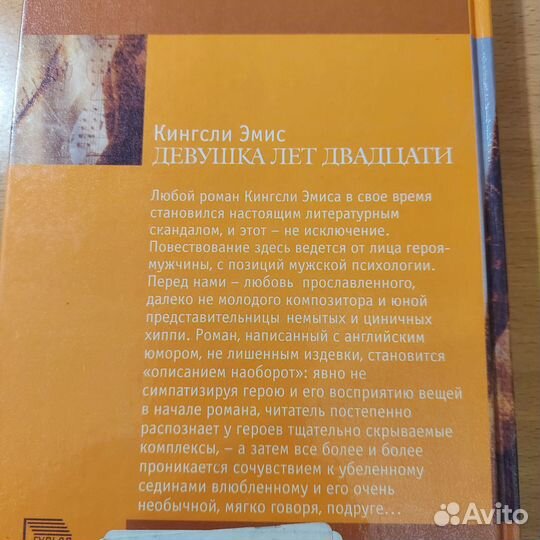 Кингсли Эмис
ДЕВУШКА ЛЕТ ДВАДЦАТИ
Любой роман Кингсли Эмиса в свое время
становился настоящим литературным
скандалом, и этот – не исключение.
Повествование здесь ведется от лица героя-
мужчины, с позиций мужской психологии.
Перед нами – любовь прославленного,
далеко не молодого композитора и юной
представительницы немытых и циничных
хиппи. Роман, написанный с английским
юмором, не лишенным издевки, становится
«описанием наоборот»: явно не
симпатизируя герою и его восприятию вещей
в начале романа, читатель постепенно
распознает у героев тщательно скрываемые
комплексы, – а затем все более и более
проникается сочувствием к убеленному
сединами влюбленному и его очень
необычной, мягко говоря, подруге...
Avito